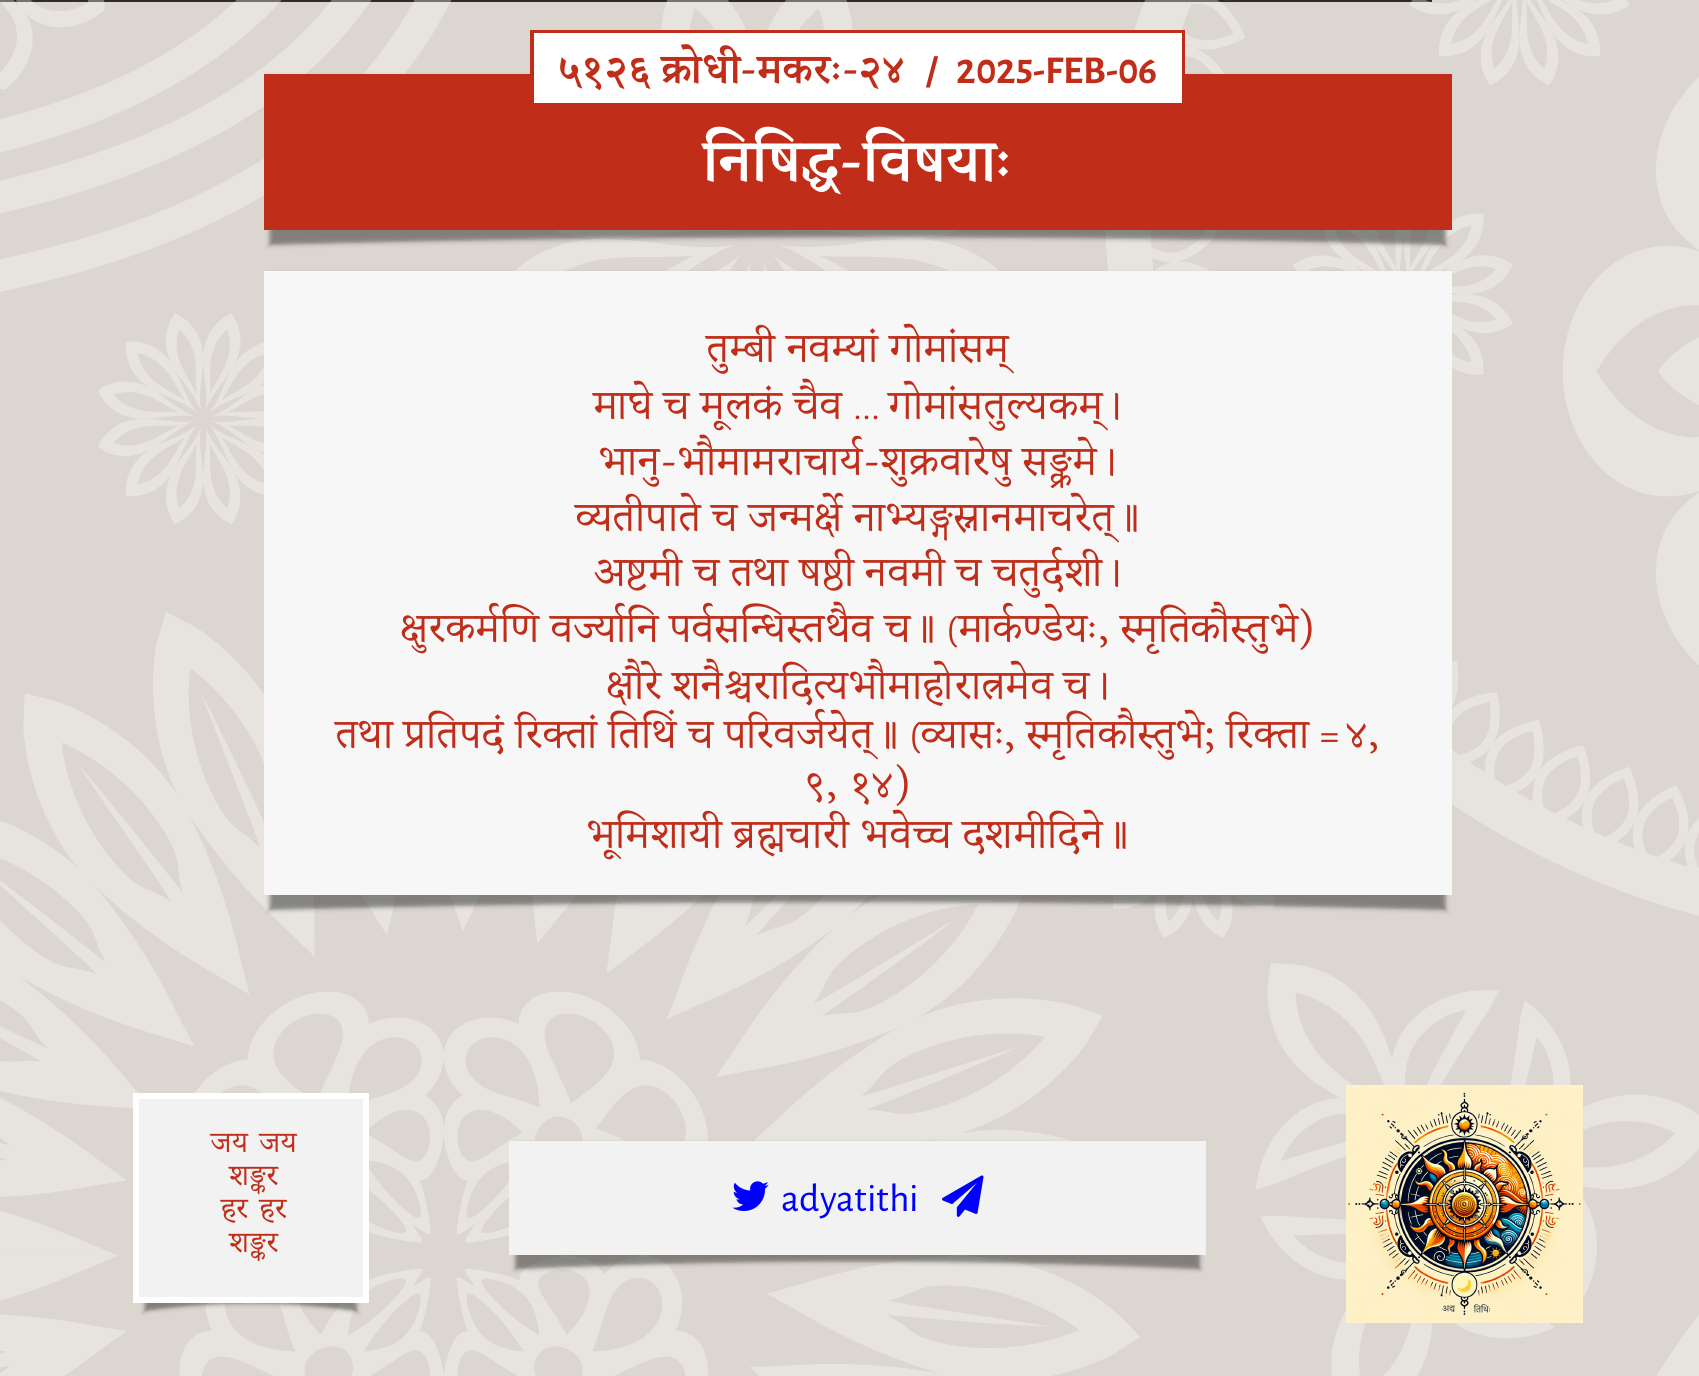 ५१२६ क्रोधी-मकरः-२४ / 2025-FEB-06
निषिद्ध-विषयाः
तुम्बी नवम्यां गोमांसम्
माघे च मूलकं चैव ... गोमांसतुल्यकम्।
भानु-भौमामराचार्य-शुक्रवारेषु सङ्क्रमे।
व्यतीपाते च जन्मर्क्षे नाभ्यङ्गस्नानमाचरेत्॥
अष्टमी च तथा षष्ठी नवमी च चतुर्दशी।
क्षुरकर्मणि वर्ज्यानि पर्वसन्धिस्तथैव च॥ (मार्कण्डेयः, स्मृतिकौस्तुभे)
क्षौरे शनैश्चरादित्यभौमाहोरात्रमेव च।
तथा प्रतिपदं रिक्तां तिथिं च परिवर्जयेत्॥ (व्यासः, स्मृतिकौस्तुभे; रिक्ता = ४,
९, १४)
भूमिशायी ब्रह्मचारी भवेच्च दशमीदिने॥
जय जय
शङ्कर
हर हर
शङ्कर
adyatithi
अद्य तिथिः